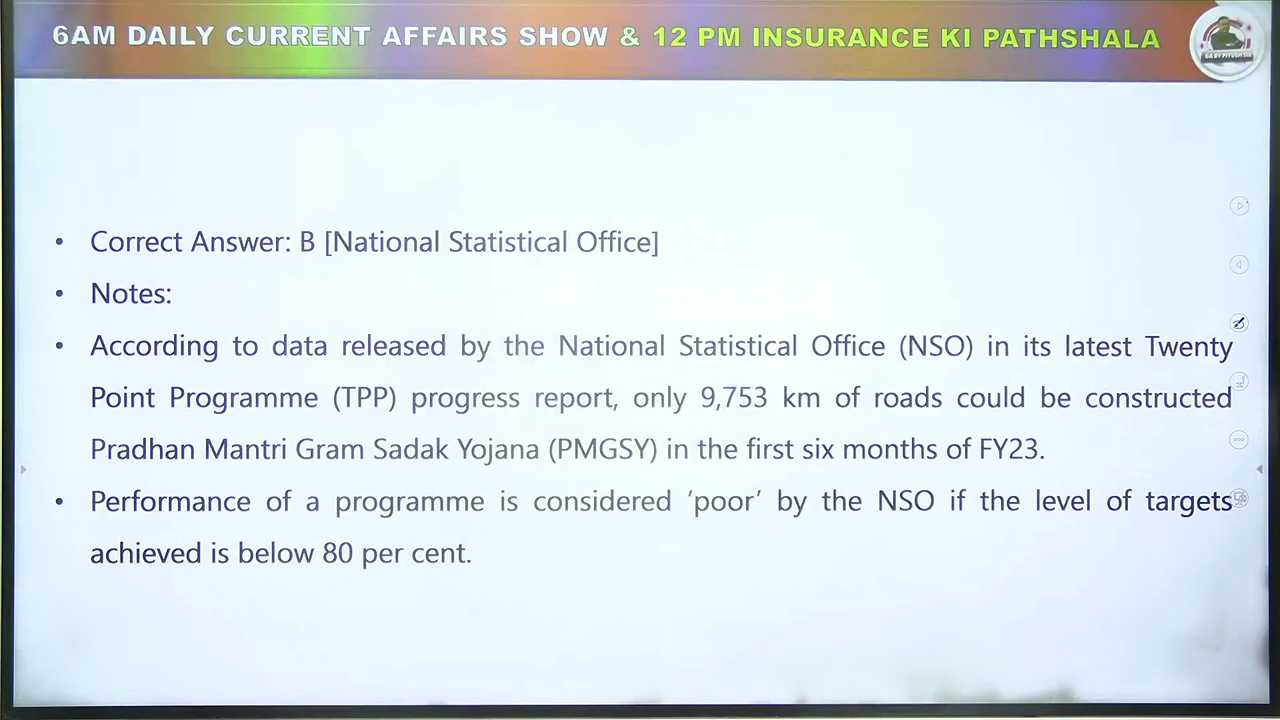 6AM DAILY CURRENT AFFAIRS SHOW & 12 PM INSURANCE KI PATHSHALA
GA BY PIYUSH SIR
• Correct Answer: B [National Statistical Office]
• Notes:
• According to data released by the National Statistical Office (NSO) in its latest Twenty
Point Programme (TPP) progress report, only 9,753 km of roads could be constructed
Pradhan Mantri Gram Sadak Yojana (PMGSY) in the first six months of FY23.
• Performance of a programme is considered ‘poor’ by the NSO if the level of targets
achieved is below 80 per cent.